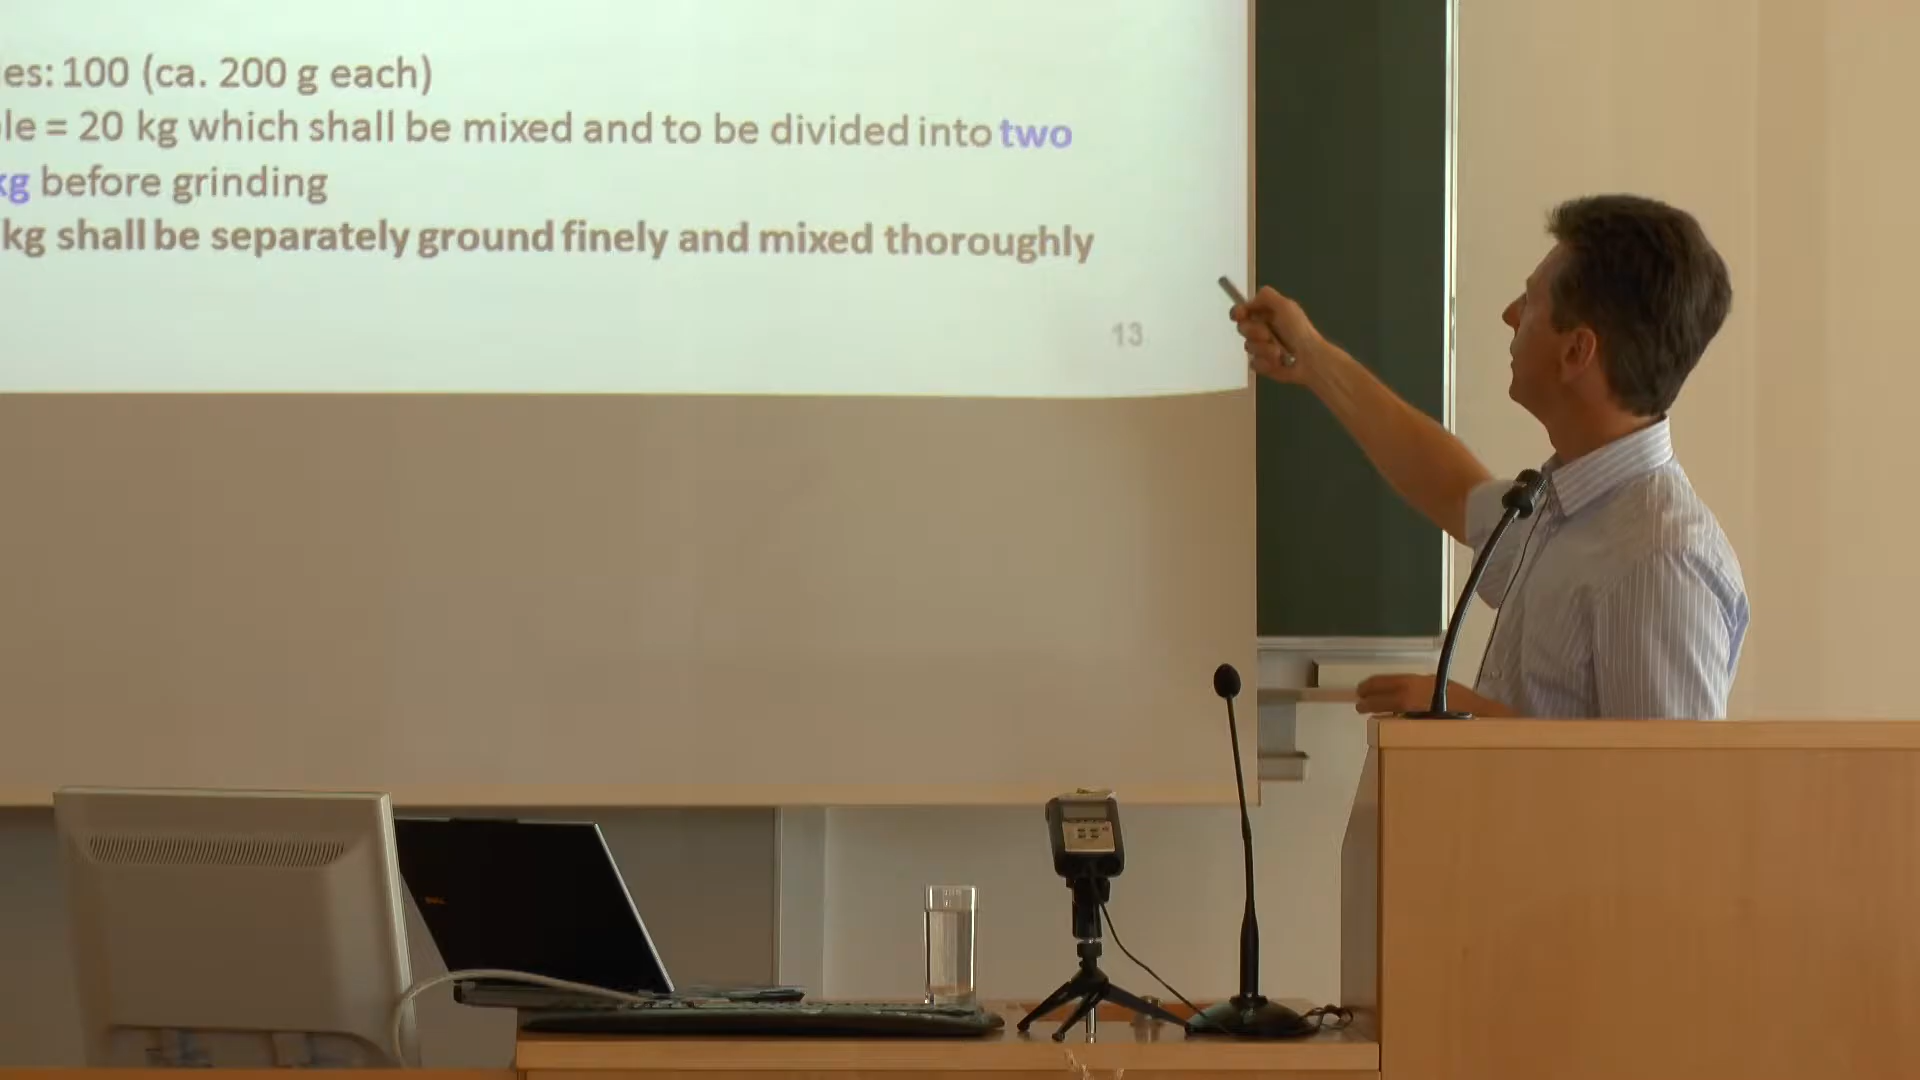 es: 100 (ca. 200 g each)
le = 20 kg which shall be mixed and to be divided into two
kg before grinding
kg shall be separately ground finely and mixed thoroughly
13
DELL